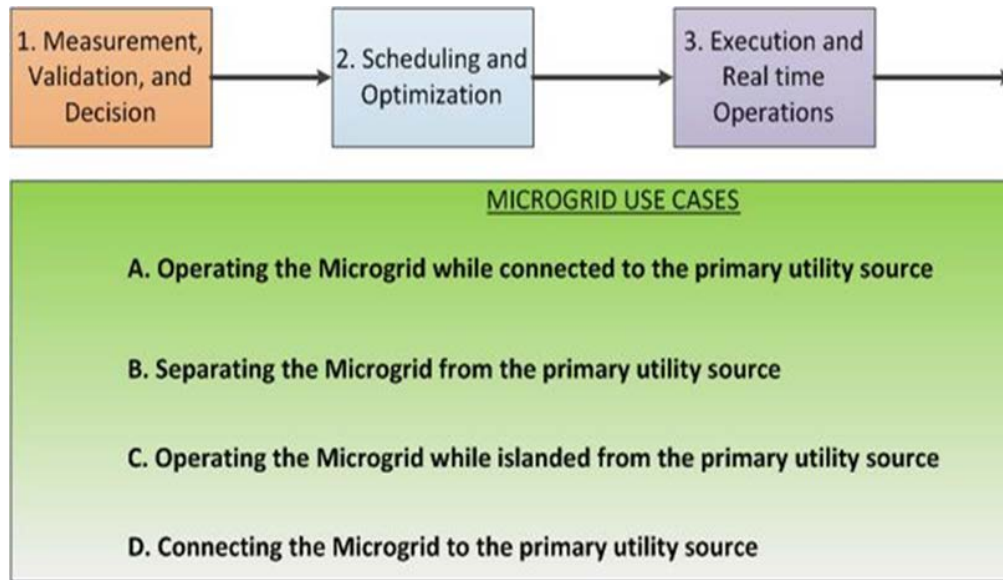 1. Measurement,
Validation, and
Decision
2. Scheduling and
Optimization
3. Execution and
Real time
Operations
MICROGRID USE CASES
A. Operating the Microgrid while connected to the primary utility source
B. Separating the Microgrid from the primary utility source
C. Operating the Microgrid while islanded from the primary utility source
D. Connecting the Microgrid to the primary utility source